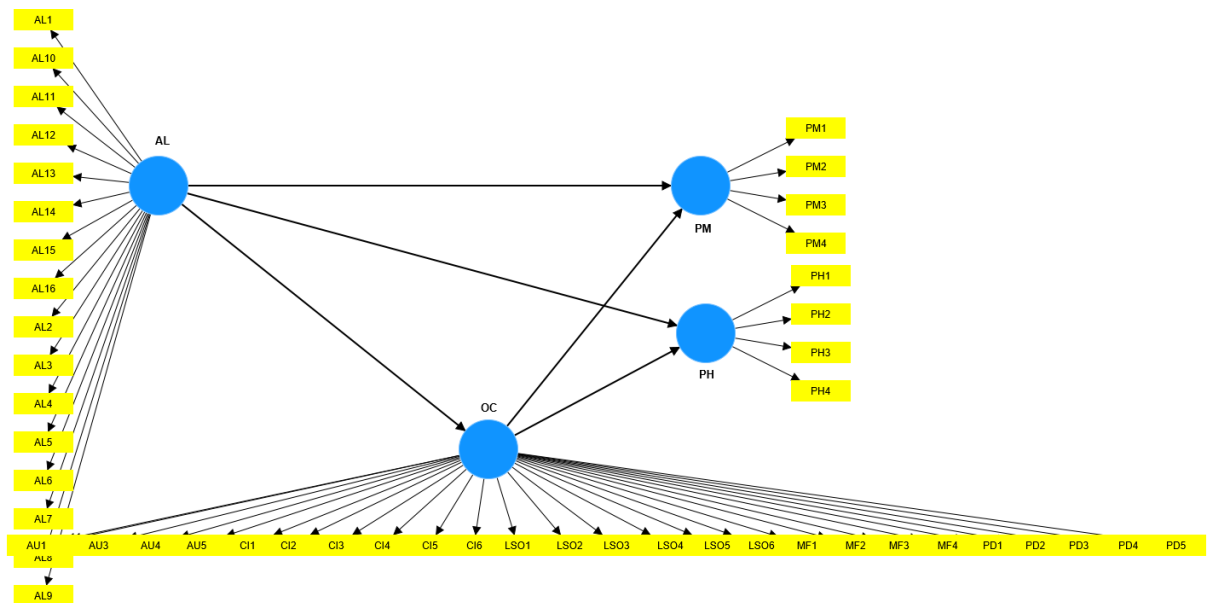 AL1
AL10
AL11
AL12
AL13
AL14
AL15
AL16
AL2
AL3
AL4
AL5
AL6
AL7
AL8
AL9
AL
PM
PM1
PM2
PM3
PM4
PH1
PH2
PH3
PH4
PH
OC
AU1 AU3 AU4 AU5 CI1 CI2 CI3 CI4 CI5 CI6 LSO1 LSO2 LSO3 LSO4 LSO5 LSO6 MF1 MF2 MF3 MF4 PD1 PD2 PD3 PD4 PD5